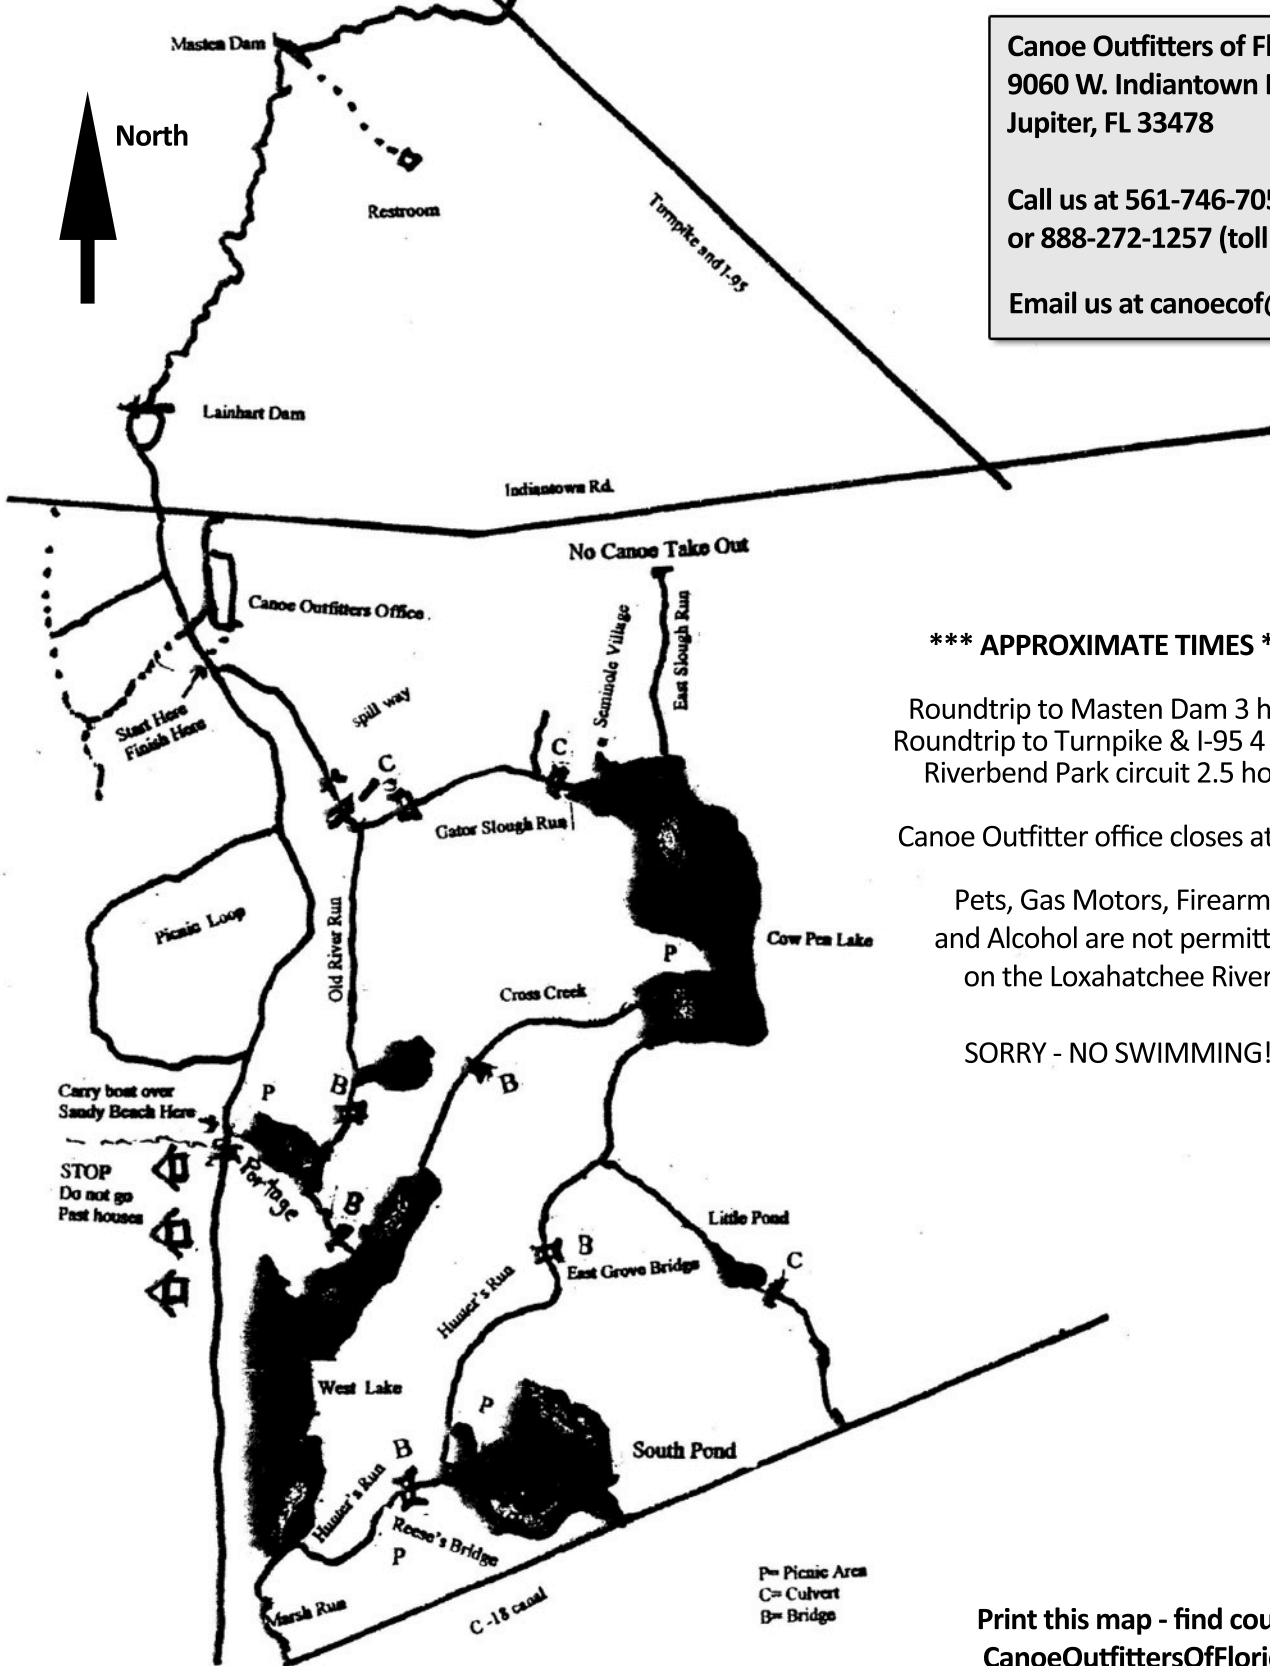 Masten Dam
North
Restroom
Turnpike and I-95
Canoe Outfitters of Fl
9060 W. Indiantown
Jupiter, FL 33478
Call us at 561-746-705
or 888-272-1257 (toll
Email us at canoecof@
Lainhart Dam
Indiantown Rd.
No Canoe Take Out
Canoe Outfitters Office.
Seminole Village
East Slough Run
Start Here
Finish Here
spill way
C
C
Gator Slough Run
*** APPROXIMATE TIMES *
Roundtrip to Masten Dam 3 h
Roundtrip to Turnpike & I-95 4
Riverbend Park circuit 2.5 ho
Canoe Outfitter office closes at
Pets, Gas Motors, Firearm
and Alcohol are not permitt
on the Loxahatchee River
SORRY - NO SWIMMING!
Picnic Loop
Old River Run
Cow Pen Lake
P
Cross Creek
Carry boat over
Sandy Beach Here
P
B
B
STOP
Do not go
Past houses
Portage
B
Little Pond
B
East Grove Bridge
C
Hunter's Run
West Lake
P
South Pond
B
Hunter's Run
Reese's Bridge
P
Marsh Run
C -18 canal
P= Picnic Area
C= Culvert
B= Bridge
Print this map - find cou
CanoeOutfittersOfFlori